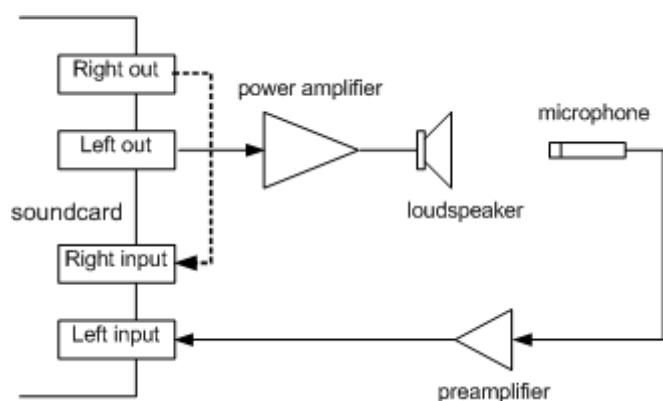 Right out
power amplifier
microphone
Left out
soundcard
loudspeaker
Right input
Left input
preamplifier